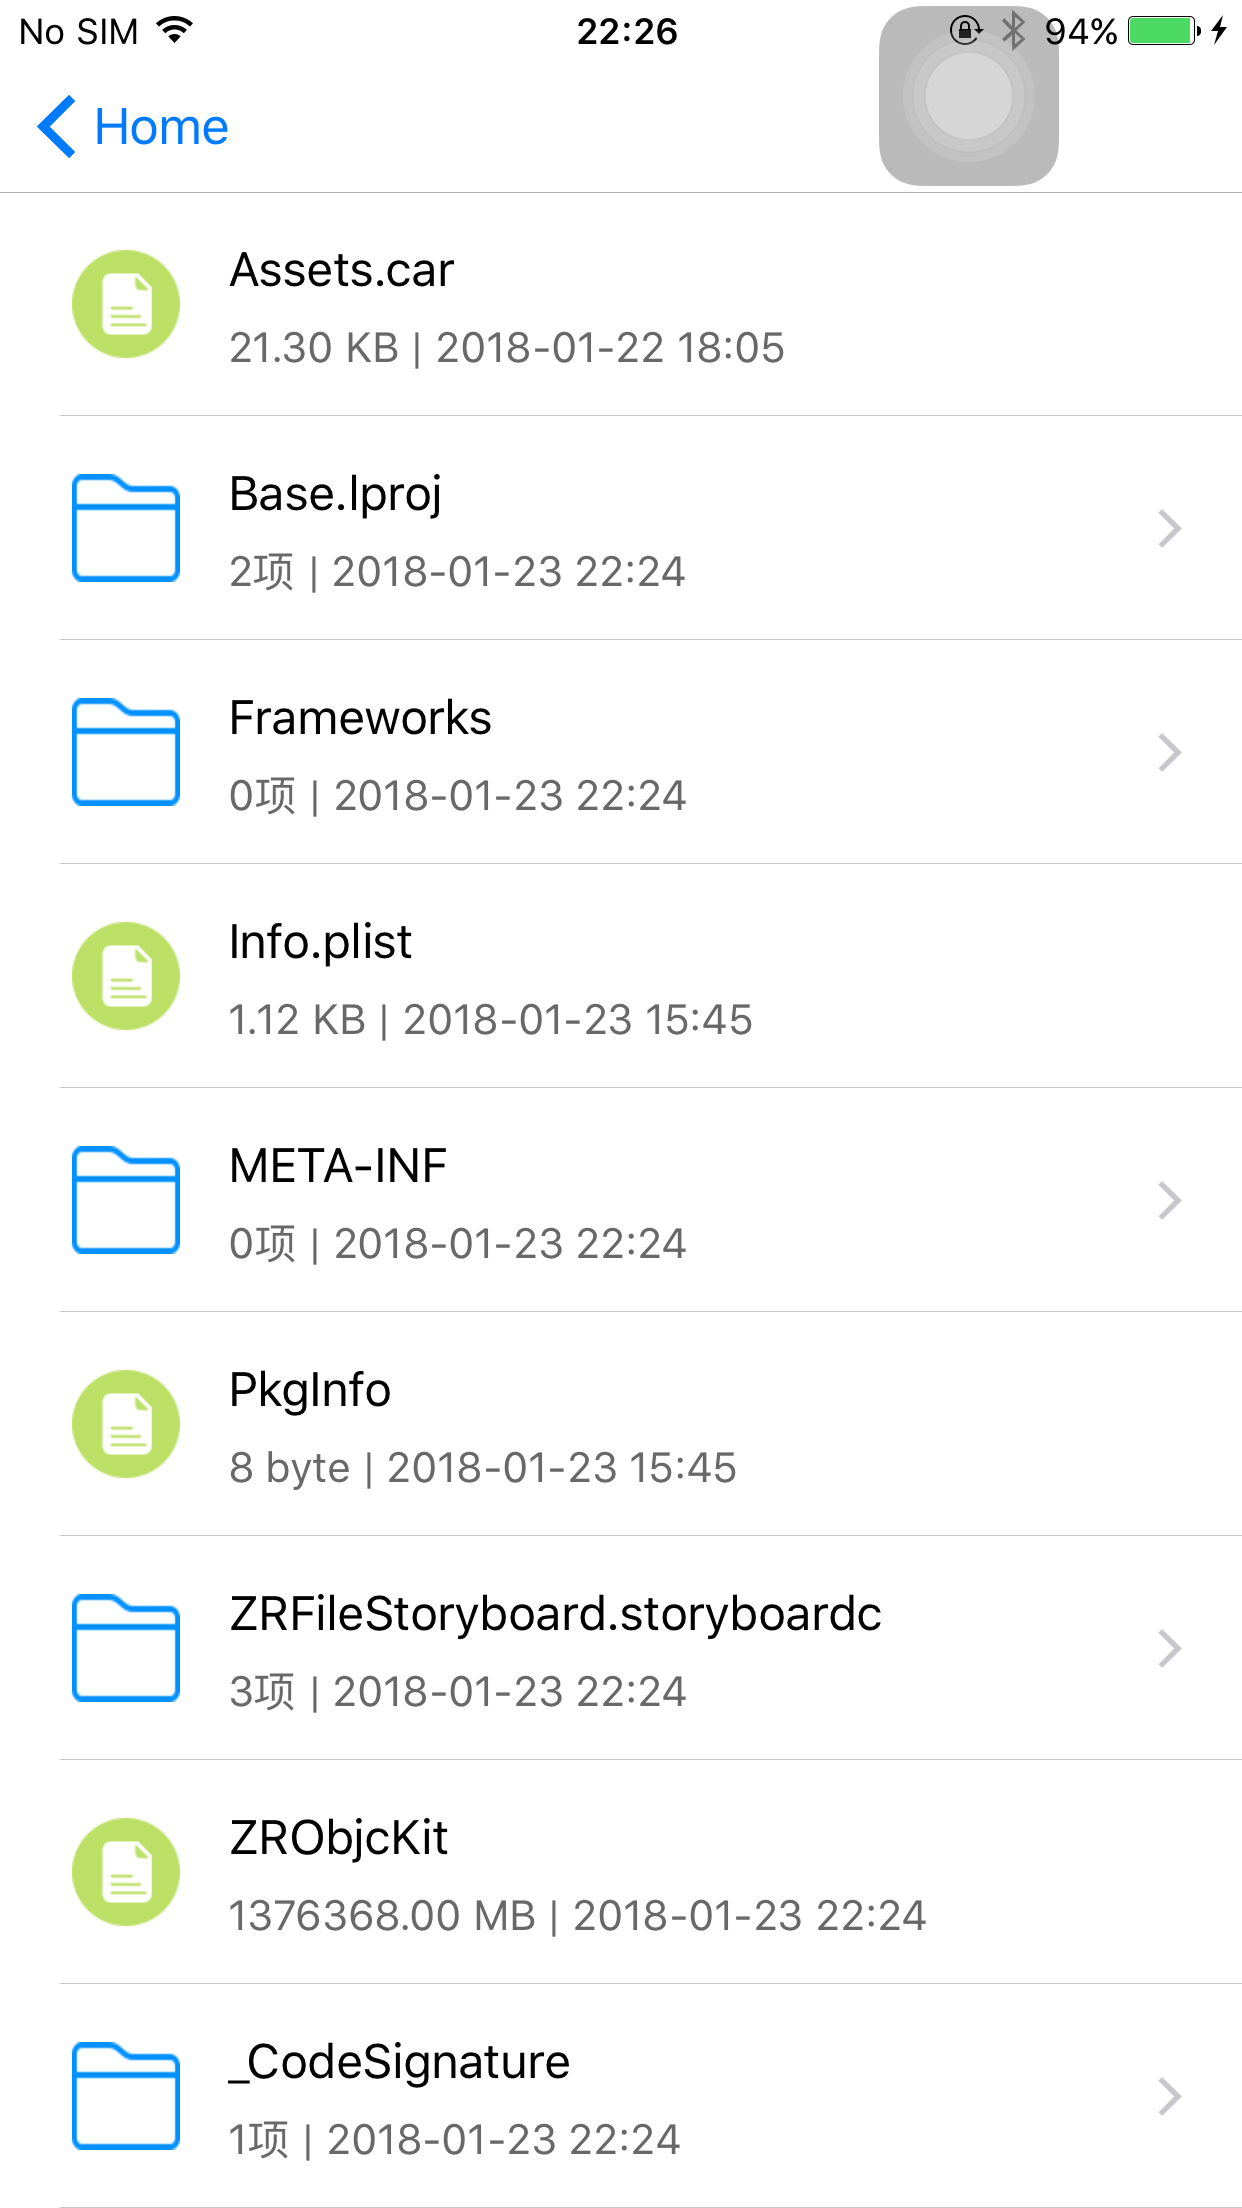 No SIM 22:26 94%
Home
Assets.car
21.30 KB | 2018-01-22 18:05
Base.lproj
2项 | 2018-01-23 22:24
Frameworks
0项 | 2018-01-23 22:24
Info.plist
1.12 KB | 2018-01-23 15:45
META-INF
0项 | 2018-01-23 22:24
PkgInfo
8 byte | 2018-01-23 15:45
ZRFileStoryboard.storyboardc
3项 | 2018-01-23 22:24
ZRObjcKit
1376368.00 MB | 2018-01-23 22:24
_CodeSignature
1项 | 2018-01-23 22:24